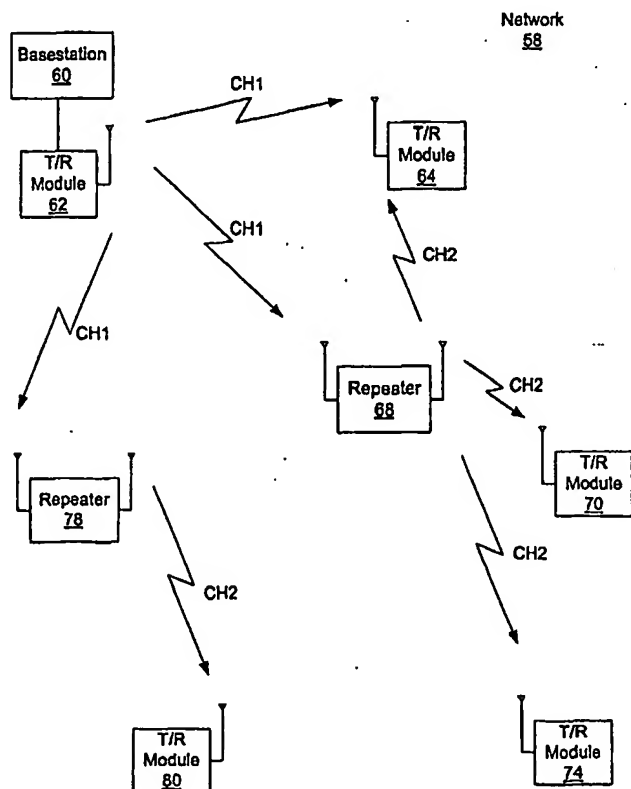 Network
58
Basestation
60
CH1
T/R
Module
62
T/R
Module
64
CH1
CH2
CH1
Repeater
68
CH2
T/R
Module
70
Repeater
78
CH2
CH2
T/R
Module
80
T/R
Module
74